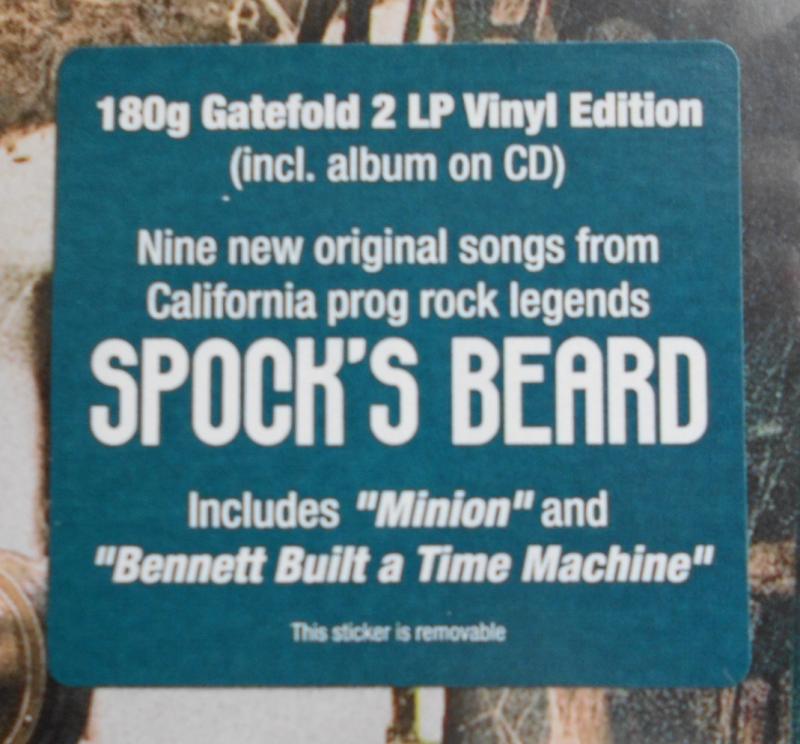 180g Gatefold 2 LP Vinyl Edition
(incl. album on CD)
Nine new original songs from
California prog rock legends
SPOCK'S BEARD
Includes "Minion" and
"Bennett Built a Time Machine"
This sticker is removable